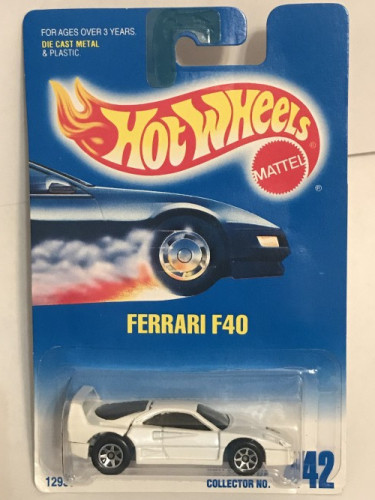 FOR AGES OVER 3 YEARS.
DIE CAST METAL
& PLASTIC.
HOT WHEELS
®
MATTEL
®
FERRARI F40
COLLECTOR NO. 42